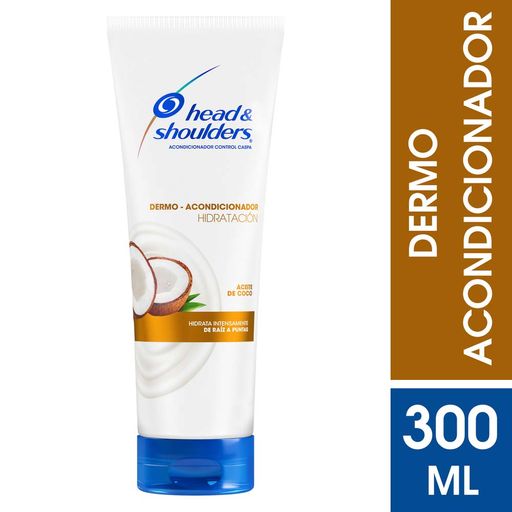 head &
shoulders®
ACONDICIONADOR CONTROL CASPA
DERMO - ACONDICIONADOR
HIDRATACIÓN
ACEITE
DE COCO
HIDRATA INTENSAMENTE
DE RAÍZ A PUNTAS
DERMO
ACONDICIONADOR
300
ML